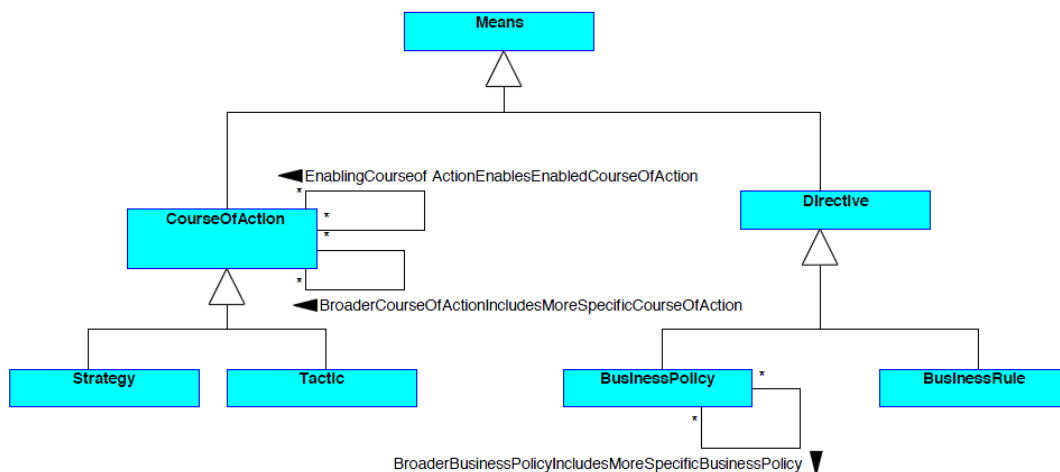 Means
EnablingCourseof ActionEnablesEnabledCourseOfAction
*
CourseOfAction
*
*
Directive
*
BroaderCourseOfActionIncludesMoreSpecificCourseOfAction
Strategy
Tactic
BusinessPolicy
*
BusinessRule
*
BroaderBusinessPolicyIncludesMoreSpecificBusinessPolicy